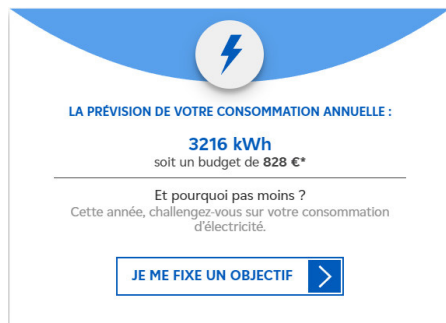 LA PRÉVISION DE VOTRE CONSOMMATION ANNUELLE :
3216 kWh
soit un budget de 828 €*
Et pourquoi pas moins ?
Cette année, challengez-vous sur votre consommation
d'électricité.
JE ME FIXE UN OBJECTIF